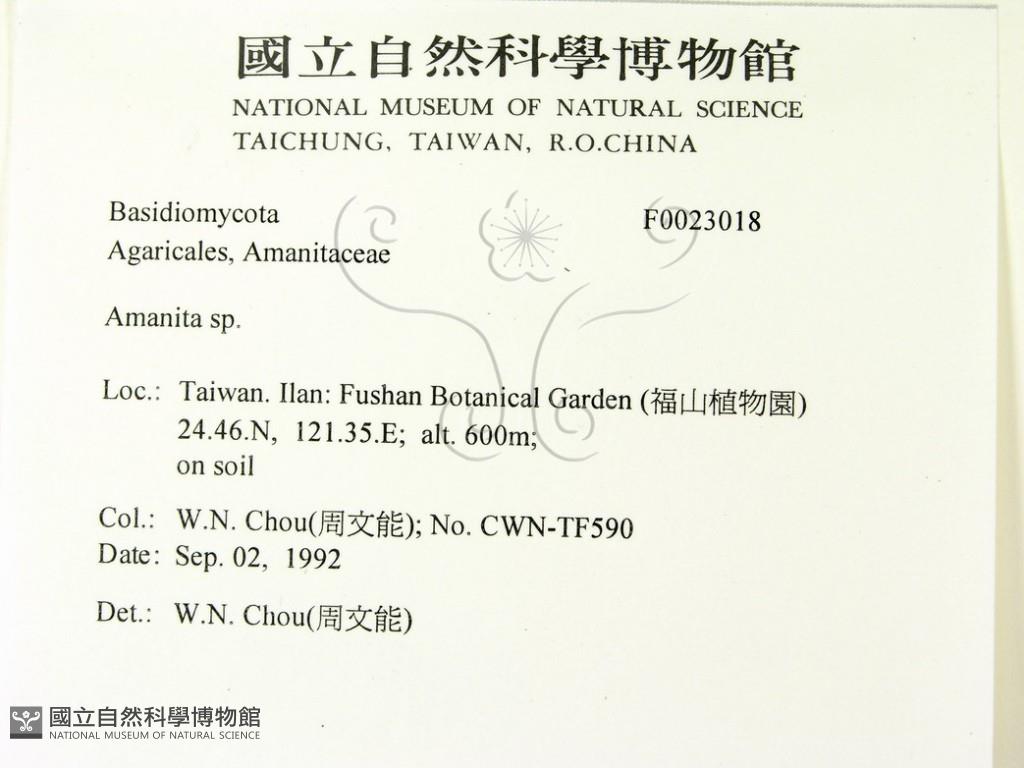 國立自然科學博物館
NATIONAL MUSEUM OF NATURAL SCIENCE
TAICHUNG, TAIWAN, R.O.CHINA
Basidiomycota F0023018
Agaricales, Amanitaceae
Amanita sp.
Loc.: Taiwan. Ilan: Fushan Botanical Garden (福山植物園)
24.46.N, 121.35.E; alt. 600m;
on soil
Col.: W.N. Chou(周文能); No. CWN-TF590
Date: Sep. 02, 1992
Det.: W.N. Chou(周文能)
國立自然科學博物館
NATIONAL MUSEUM OF NATURAL SCIENCE